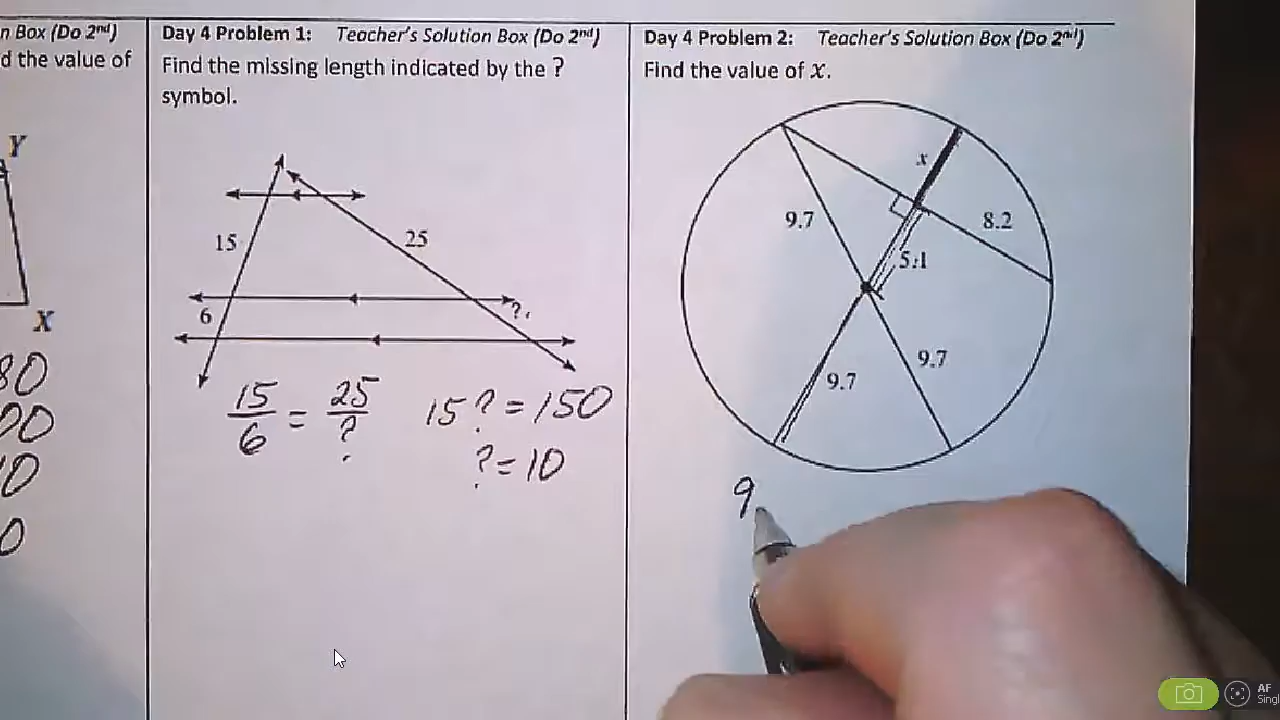 n Box (Do 2nd)
d the value of
Y
X
80
00
10
0
Day 4 Problem 1: Teacher's Solution Box (Do 2nd)
Find the missing length indicated by the ?
symbol.
15
25
6
?
15/6 = 25/?
15? = 150
? = 10
Day 4 Problem 2: Teacher's Solution Box (Do 2nd)
Find the value of x.
x
9.7
8.2
5.1
9.7
9.7
9.
AF
Singl